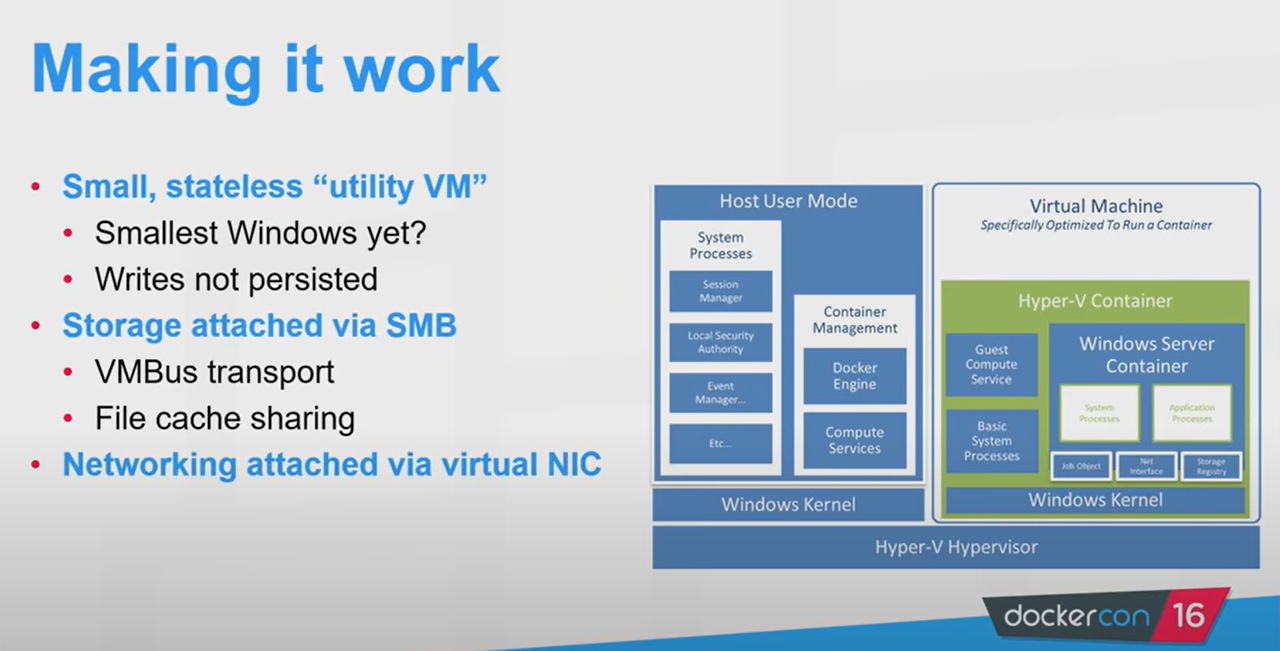 Making it work
• Small, stateless “utility VM”
• Smallest Windows yet?
• Writes not persisted
• Storage attached via SMB
• VMBus transport
• File cache sharing
• Networking attached via virtual NIC
Host User Mode
System
Processes
Session
Manager
Local Security
Authority
Event
Manager...
Etc...
Container
Management
Docker
Engine
Compute
Services
Windows Kernel
Virtual Machine
Specifically Optimized To Run a Container
Hyper-V Container
Guest
Compute
Service
Basic
System
Processes
Windows Server
Container
System
Processes
Application
Processes
Job Object
Net
Interface
Storage
Registry
Windows Kernel
Hyper-V Hypervisor
dockercon 16